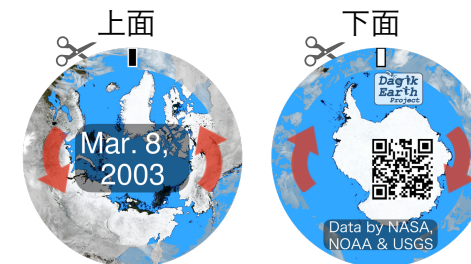 上面
下面
Mar. 8,
2003
Dagik
Earth
Project
Data by NASA,
NOAA & USGS